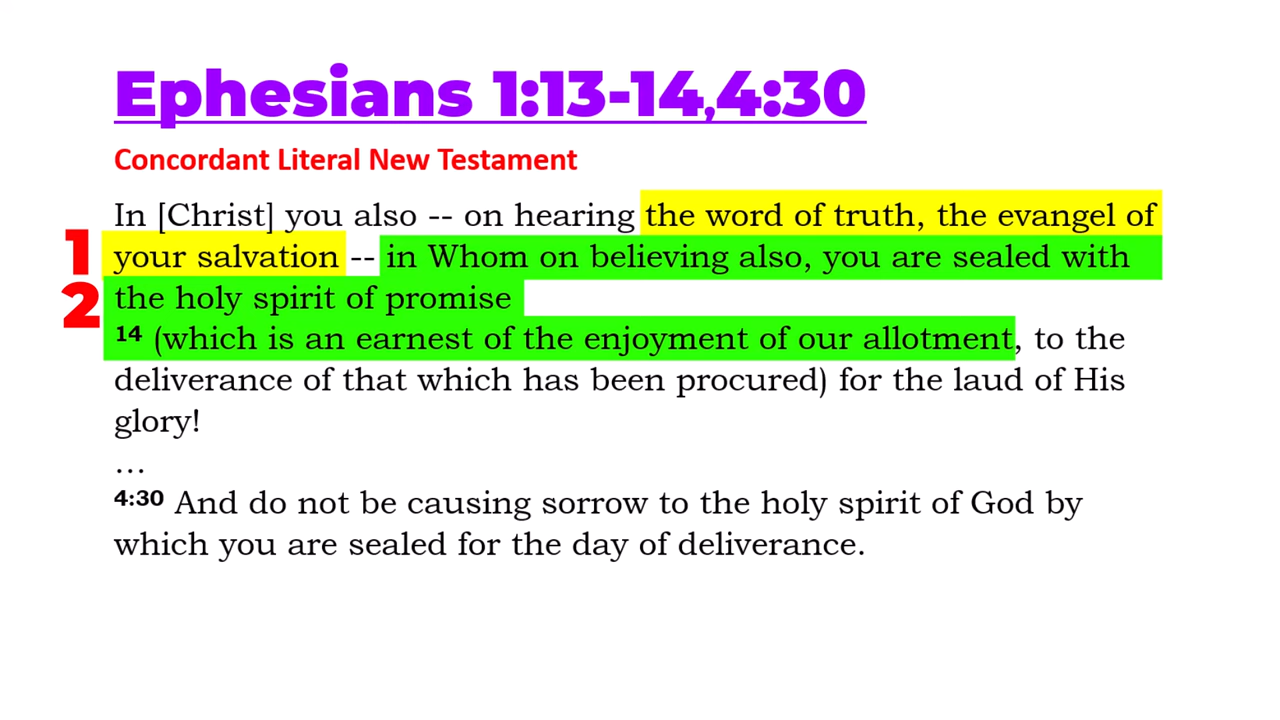 Ephesians 1:13-14,4:30
Concordant Literal New Testament
In [Christ] you also -- on hearing the word of truth, the evangel of
1 your salvation -- in Whom on believing also, you are sealed with
2 the holy spirit of promise
14 (which is an earnest of the enjoyment of our allotment, to the
deliverance of that which has been procured) for the laud of His
glory!
…
4:30 And do not be causing sorrow to the holy spirit of God by
which you are sealed for the day of deliverance.